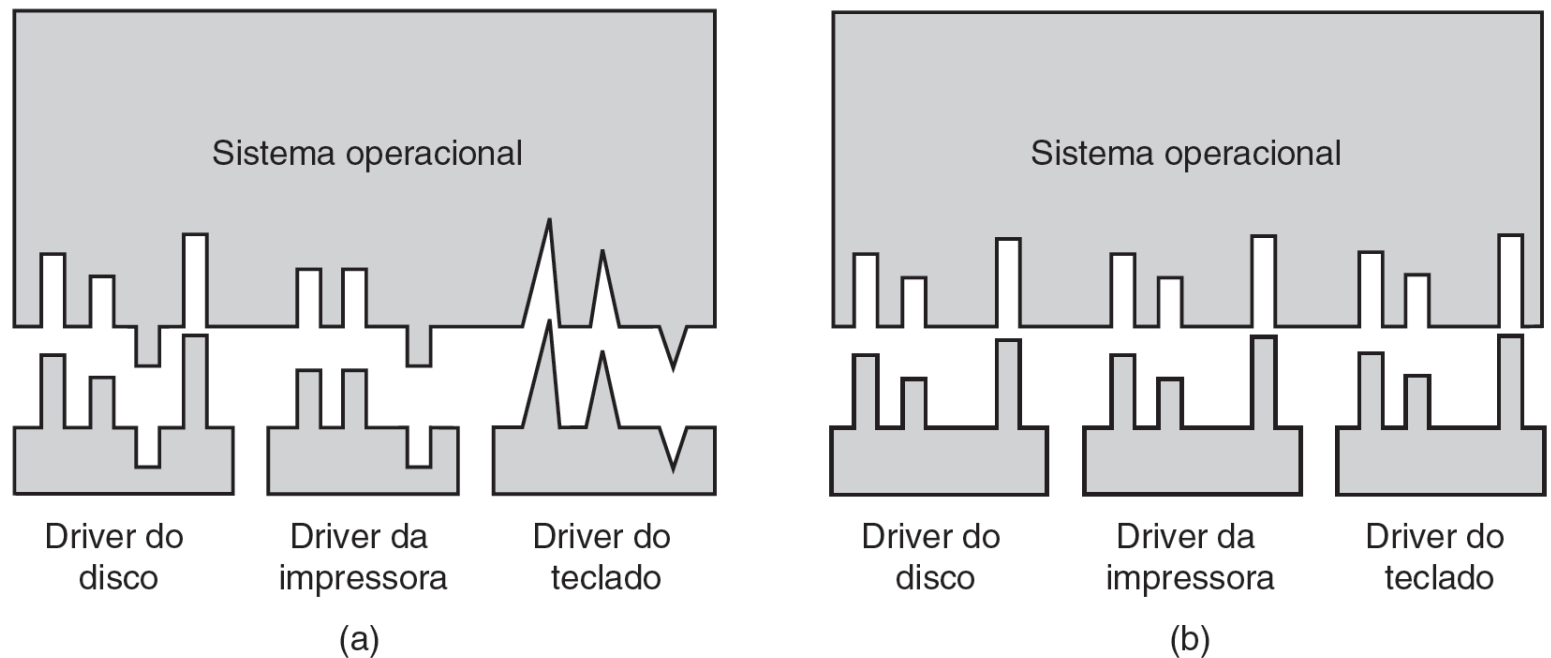 Sistema operacional
Driver do
disco
Driver da
impressora
Driver do
teclado
(a)
Sistema operacional
Driver do
disco
Driver da
impressora
Driver do
teclado
(b)